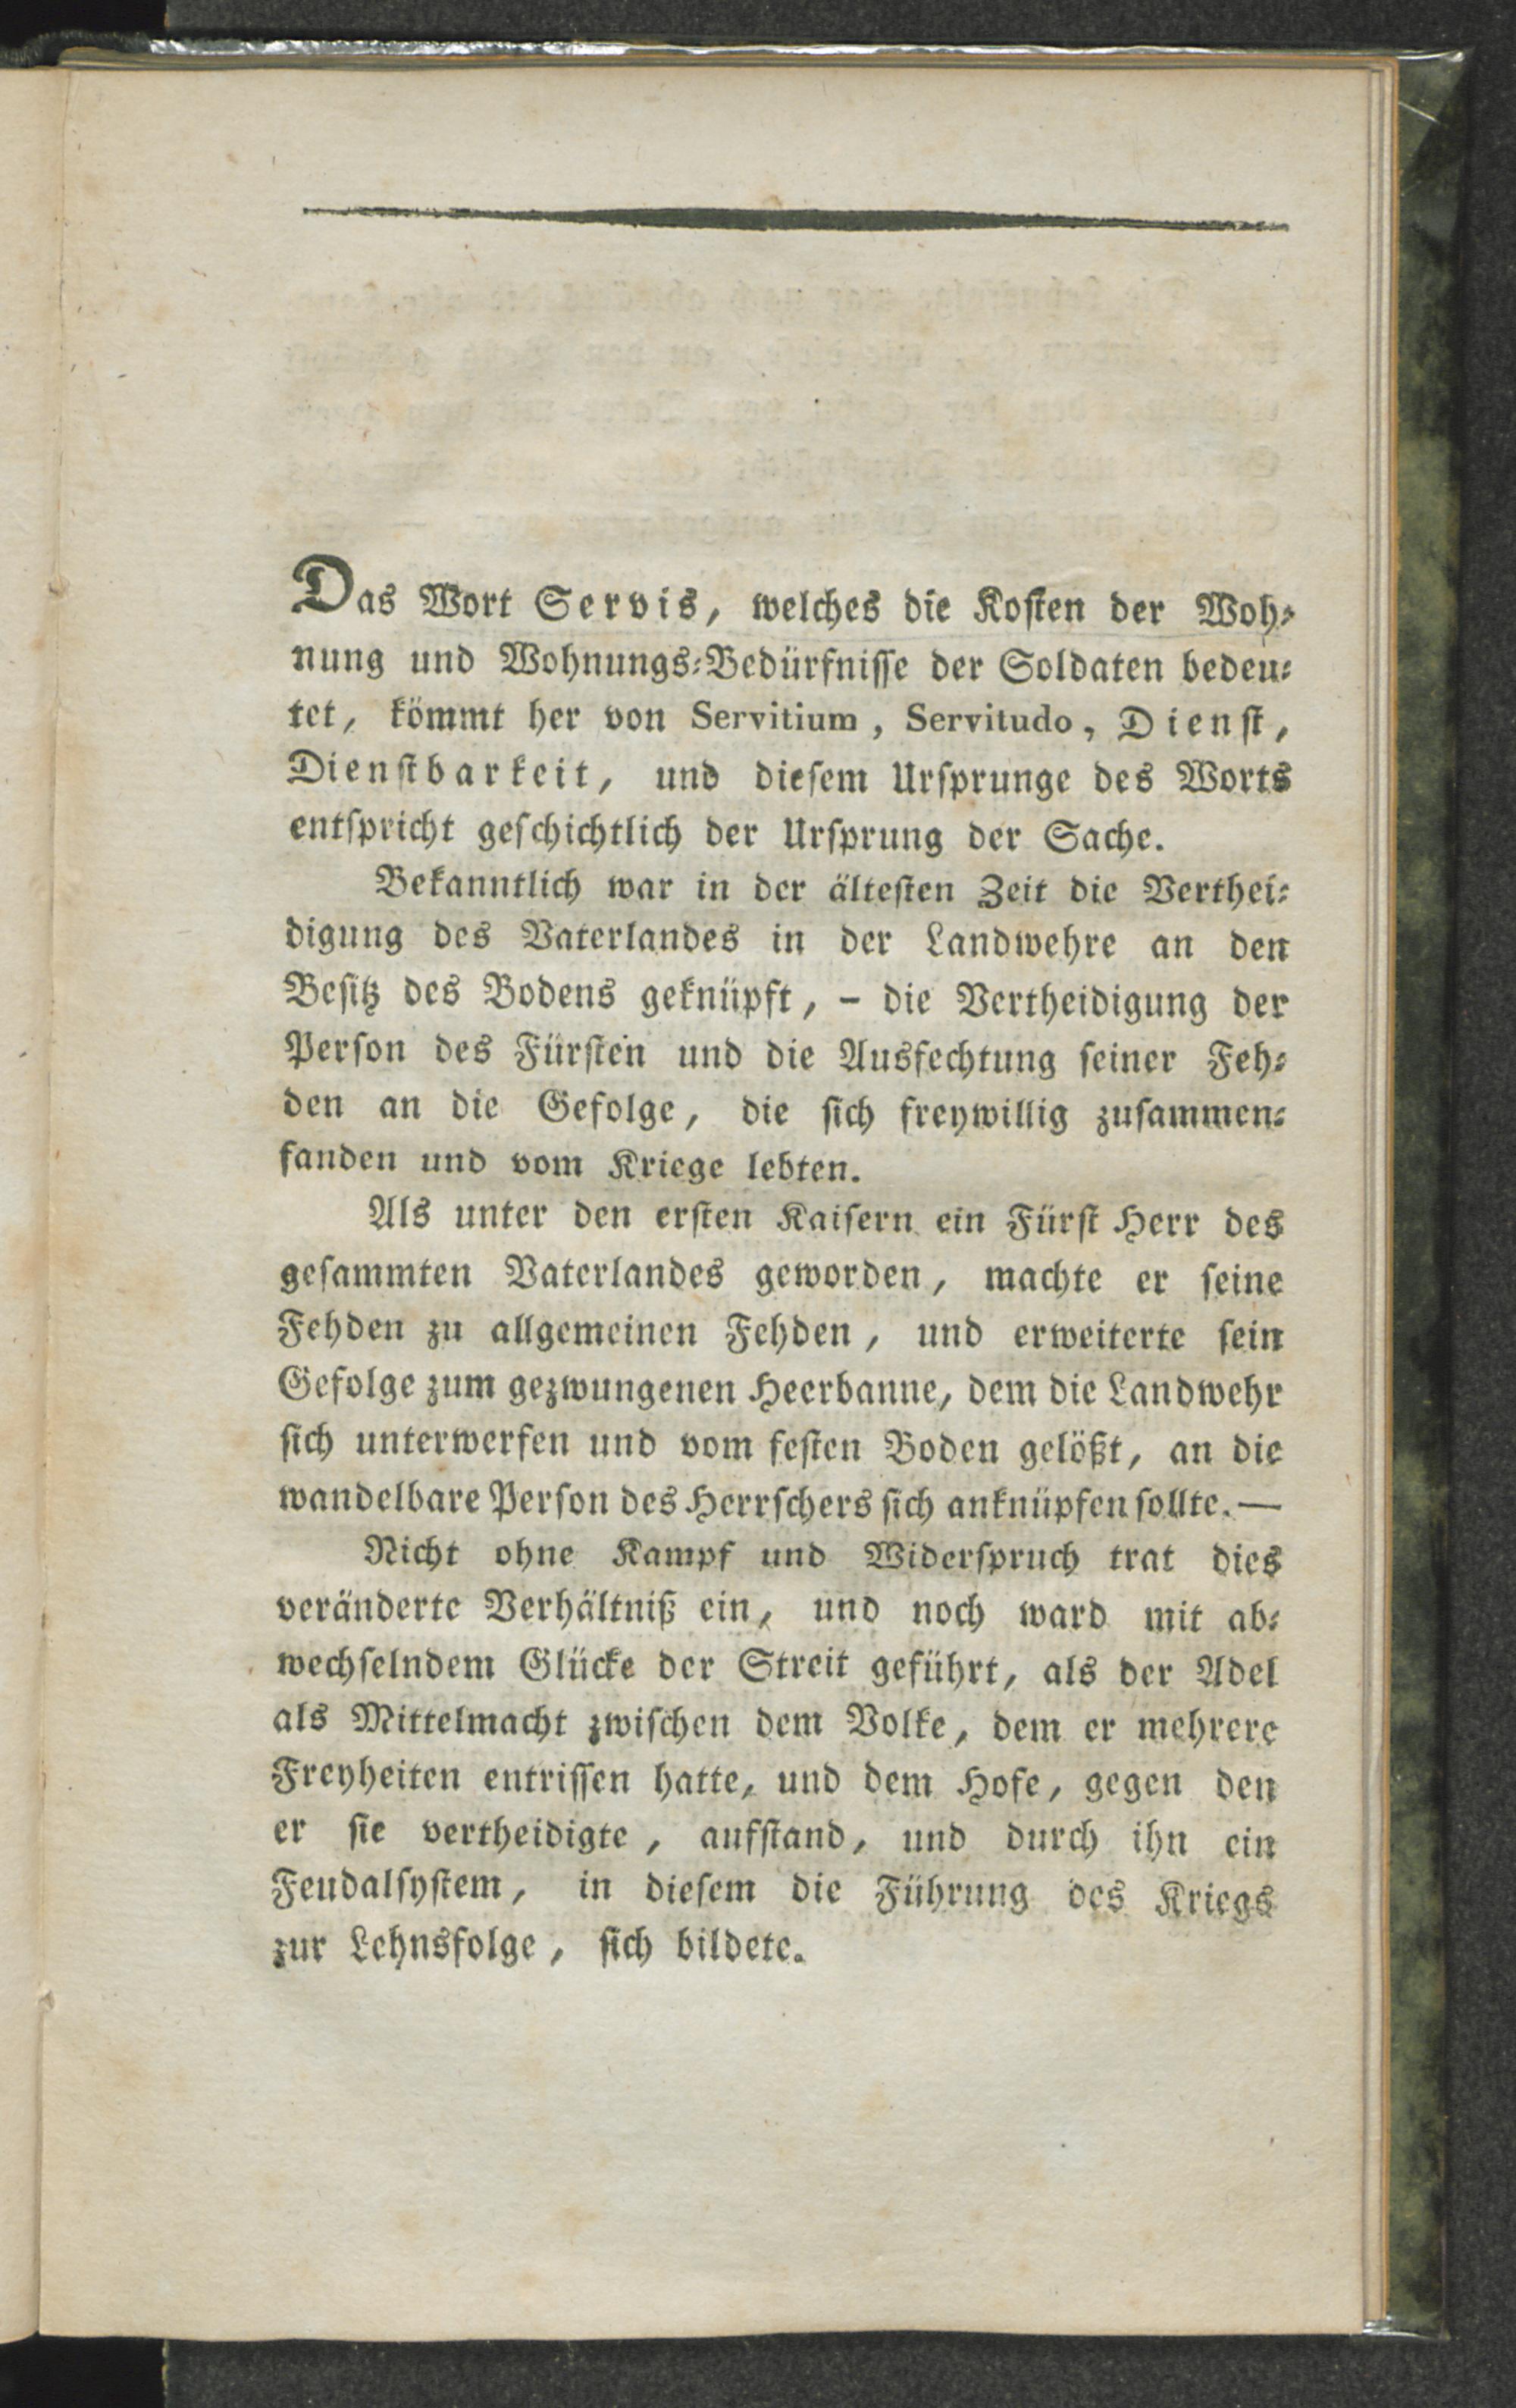 Das Wort Servis, welches die Kosten der Woh-
nung und Wohnungs-Bedürfnisse der Soldaten bedeu-
tet, kömmt her von Servitium, Servitudo, Dienst,
Dienstbarkeit, und diesem Ursprunge des Worts
entspricht geschichtlich der Ursprung der Sache.
Bekanntlich war in der ältesten Zeit die Verthei-
digung des Vaterlandes in der Landwehre an den
Besitz des Bodens geknüpft, – die Vertheidigung der
Person des Fürsten und die Ausfechtung seiner Feh-
den an die Gefolge, die sich freywillig zusammen-
fanden und vom Kriege lebten.
Als unter den ersten Kaisern ein Fürst Herr des
gesammten Vaterlandes geworden, machte er seine
Fehden zu allgemeinen Fehden, und erweiterte sein
Gefolge zum gezwungenen Heerbanne, dem die Landwehr
sich unterwerfen und vom festen Boden gelößt, an die
wandelbare Person des Herrschers sich anknüpfen sollte. —
Nicht ohne Kampf und Widerspruch trat dies
veränderte Verhältniß ein, und noch ward mit ab-
wechselndem Glücke der Streit geführt, als der Adel
als Mittelmacht zwischen dem Volke, dem er mehrere
Freyheiten entrissen hatte, und dem Hofe, gegen den
er sie vertheidigte, aufstand, und durch ihn ein
Feudalsystem, in diesem die Führung des Kriegs
zur Lehnsfolge, sich bildete.